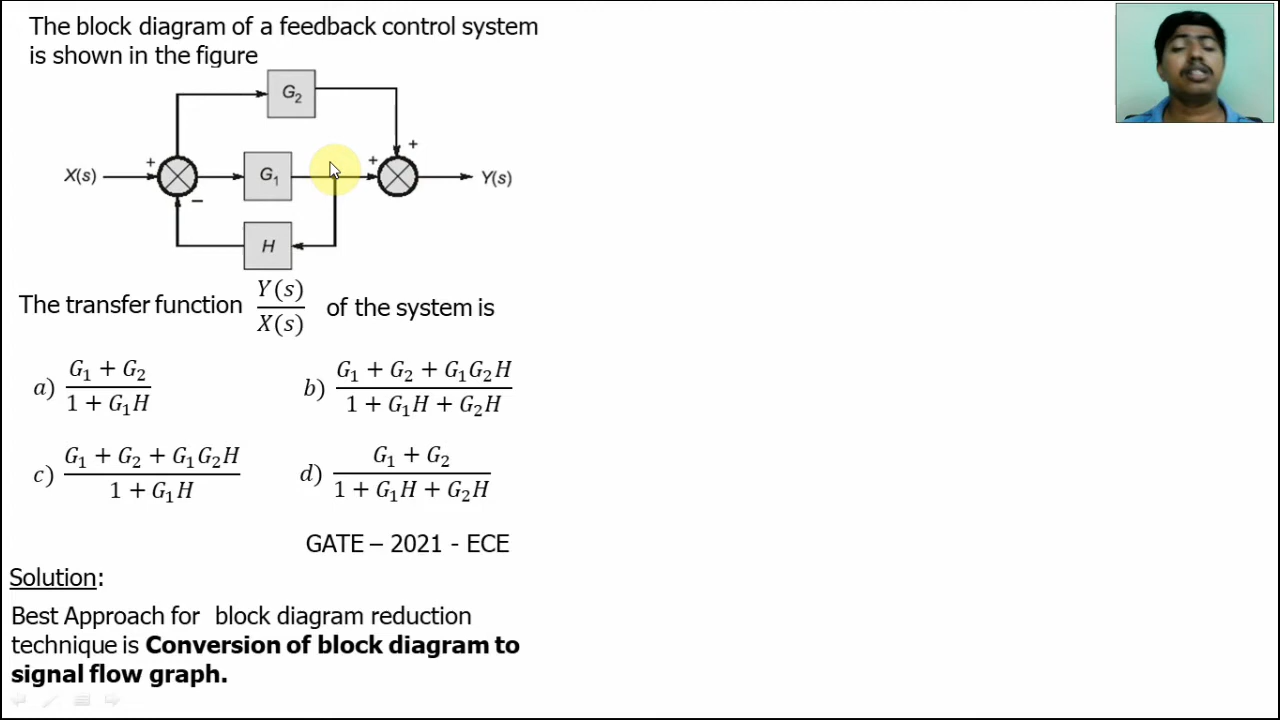 The block diagram of a feedback control system
is shown in the figure
G₂
+
+
+
X(s)
G₁
Y(s)
−
H
The transfer function Y(s)/X(s) of the system is
a) (G₁ + G₂)/(1 + G₁H)
b) (G₁ + G₂ + G₁G₂H)/(1 + G₁H + G₂H)
c) (G₁ + G₂ + G₁G₂H)/(1 + G₁H)
d) (G₁ + G₂)/(1 + G₁H + G₂H)
GATE – 2021 - ECE
Solution:
Best Approach for block diagram reduction
technique is Conversion of block diagram to
signal flow graph.